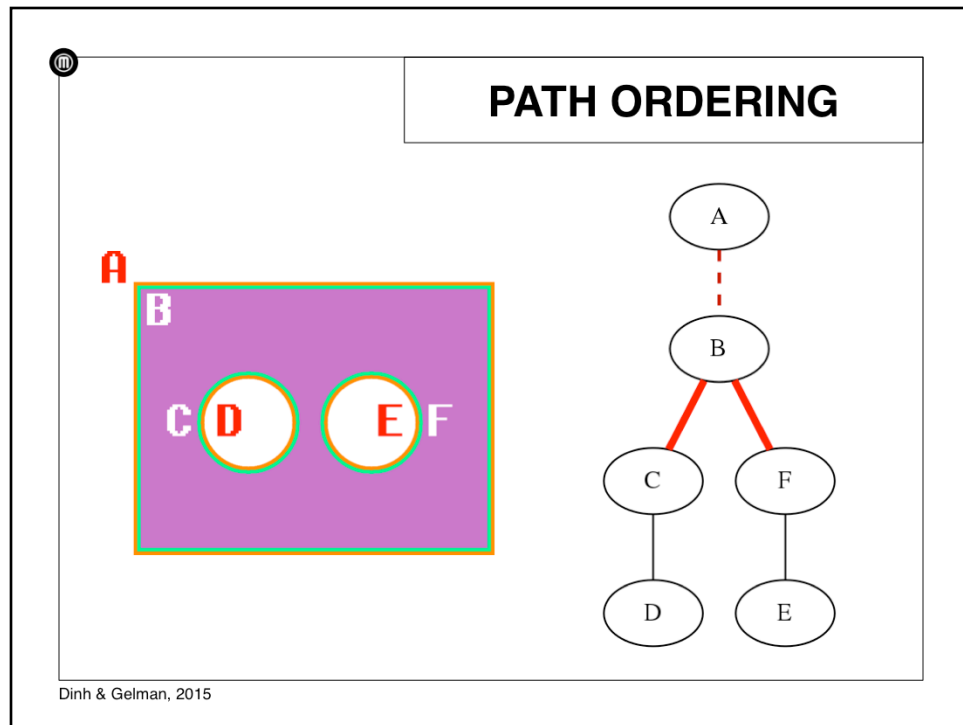 m
PATH ORDERING
A
B
C D E F
A
B
C F
D E
Dinh & Gelman, 2015